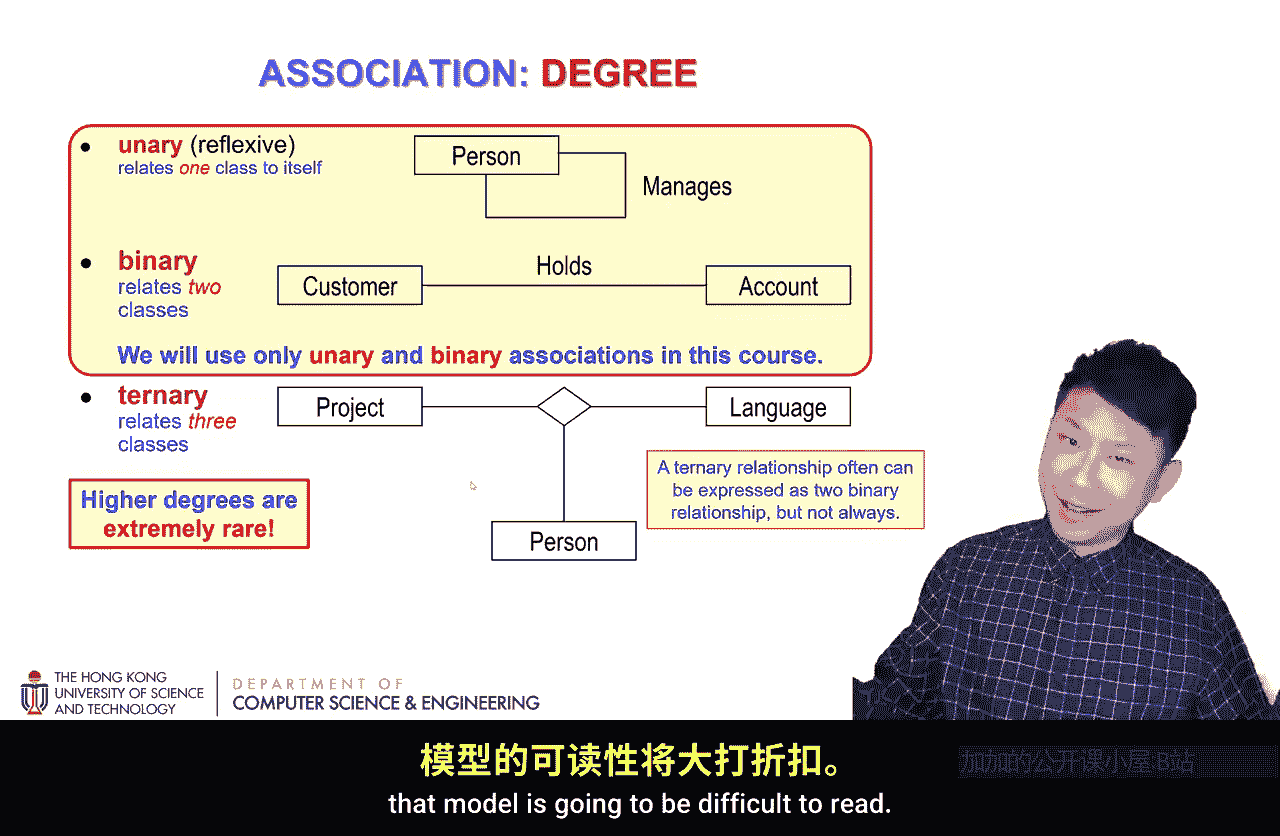 ASSOCIATION: DEGREE
unary (reflexive)
relates one class to itself
Person
Manages
binary
relates two
classes
Customer
Holds
Account
We will use only unary and binary associations in this course.
ternary
relates three
classes
Project
Language
Person
A ternary relationship often can
be expressed as two binary
relationship, but not always.
Higher degrees are
extremely rare!
THE HONG KONG
UNIVERSITY OF SCIENCE
AND TECHNOLOGY
DEPARTMENT OF
COMPUTER SCIENCE & ENGINEERING
模型的可读性将大打折扣。
that model is going to be difficult to read.
加加的公开课小屋 B站